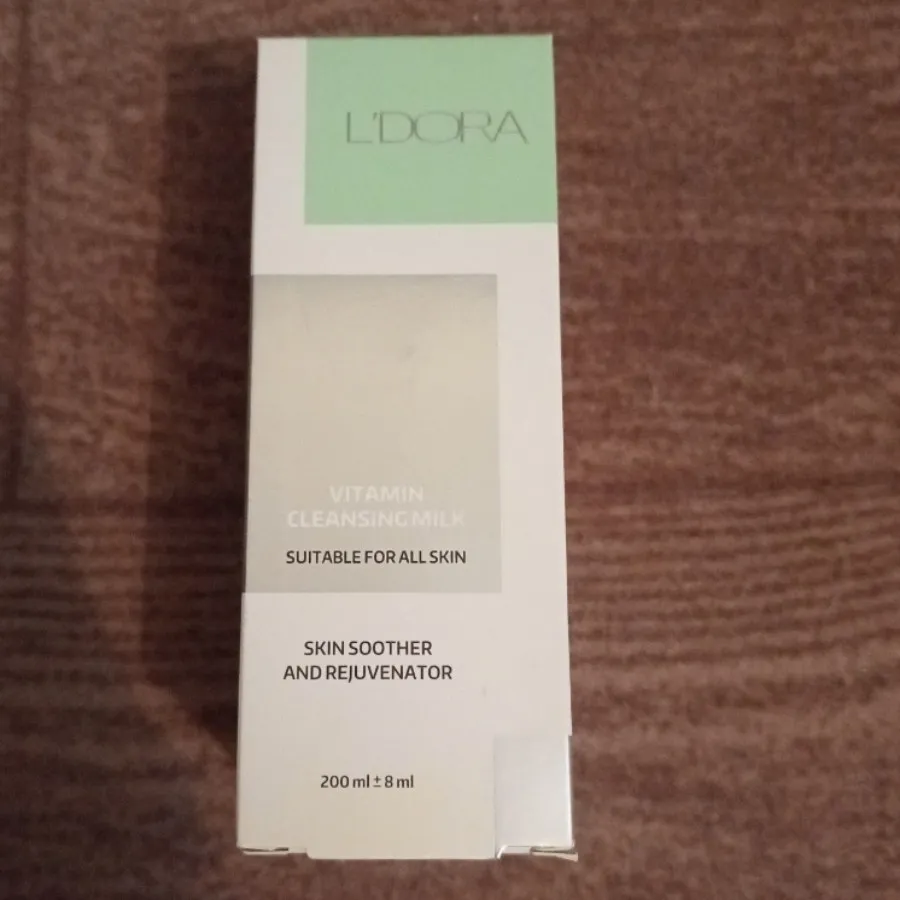 L'DORA
VITAMIN
CLEANSING MILK
SUITABLE FOR ALL SKIN
SKIN SOOTHER
AND REJUVENATOR
200 ml ± 8 ml